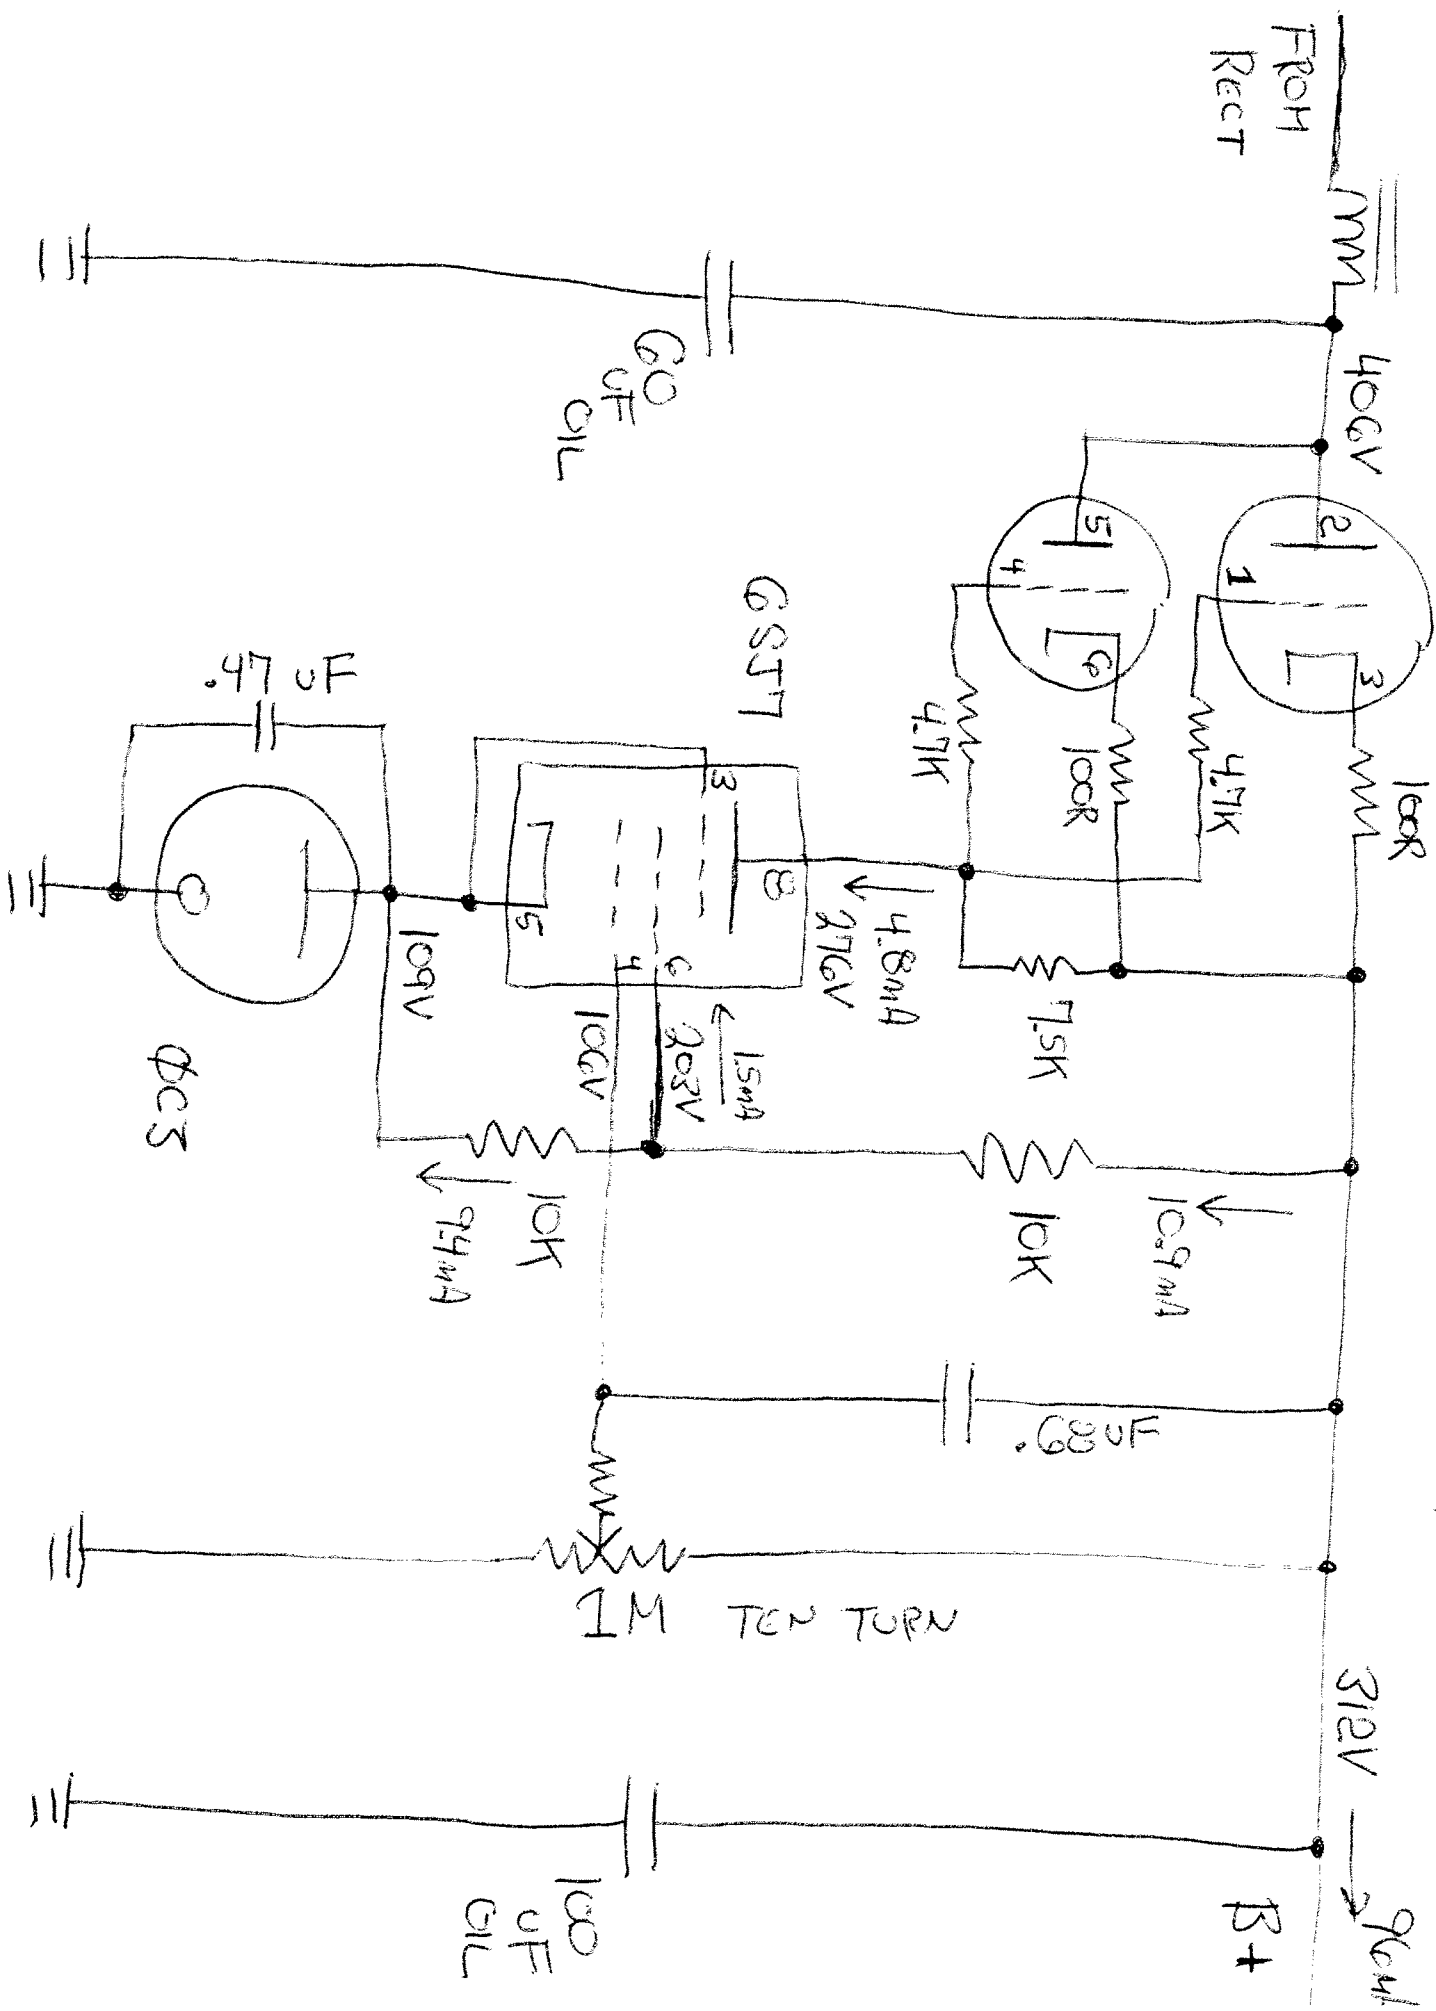 FROM
RECT
406V
60
UF
OIL
2
1
3
100R
4.7K
5
4
6
100R
4.7K
7.5K
4.8mA
276V
6SJ7
3
8
5
4
6
1.5mA
203V
106V
109V
.47 UF
0C3
10K
9.4mA
10K
10.9mA
.68 UF
1M TEN TURN
312V
B+
100
UF
OIL